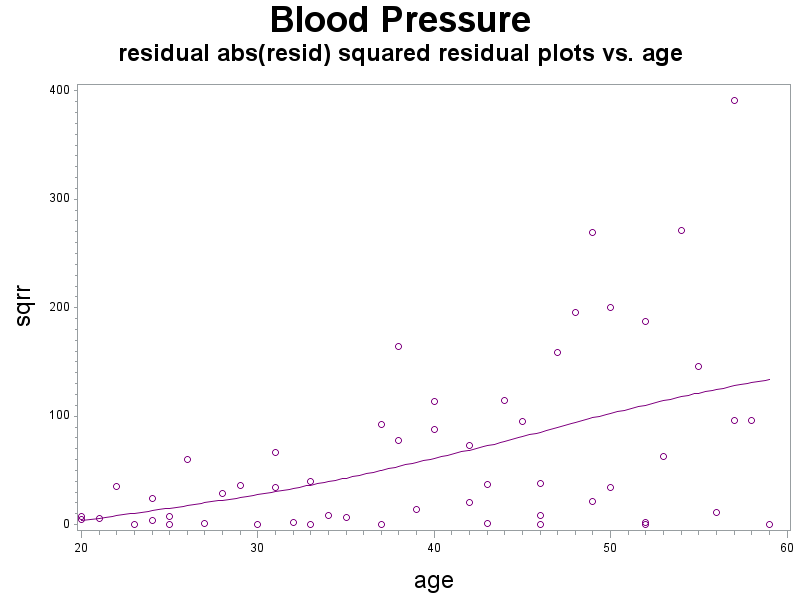 Blood Pressure
residual abs(resid) squared residual plots vs. age
400
300
200
100
0
sqrr
20 30 40 50 60
age